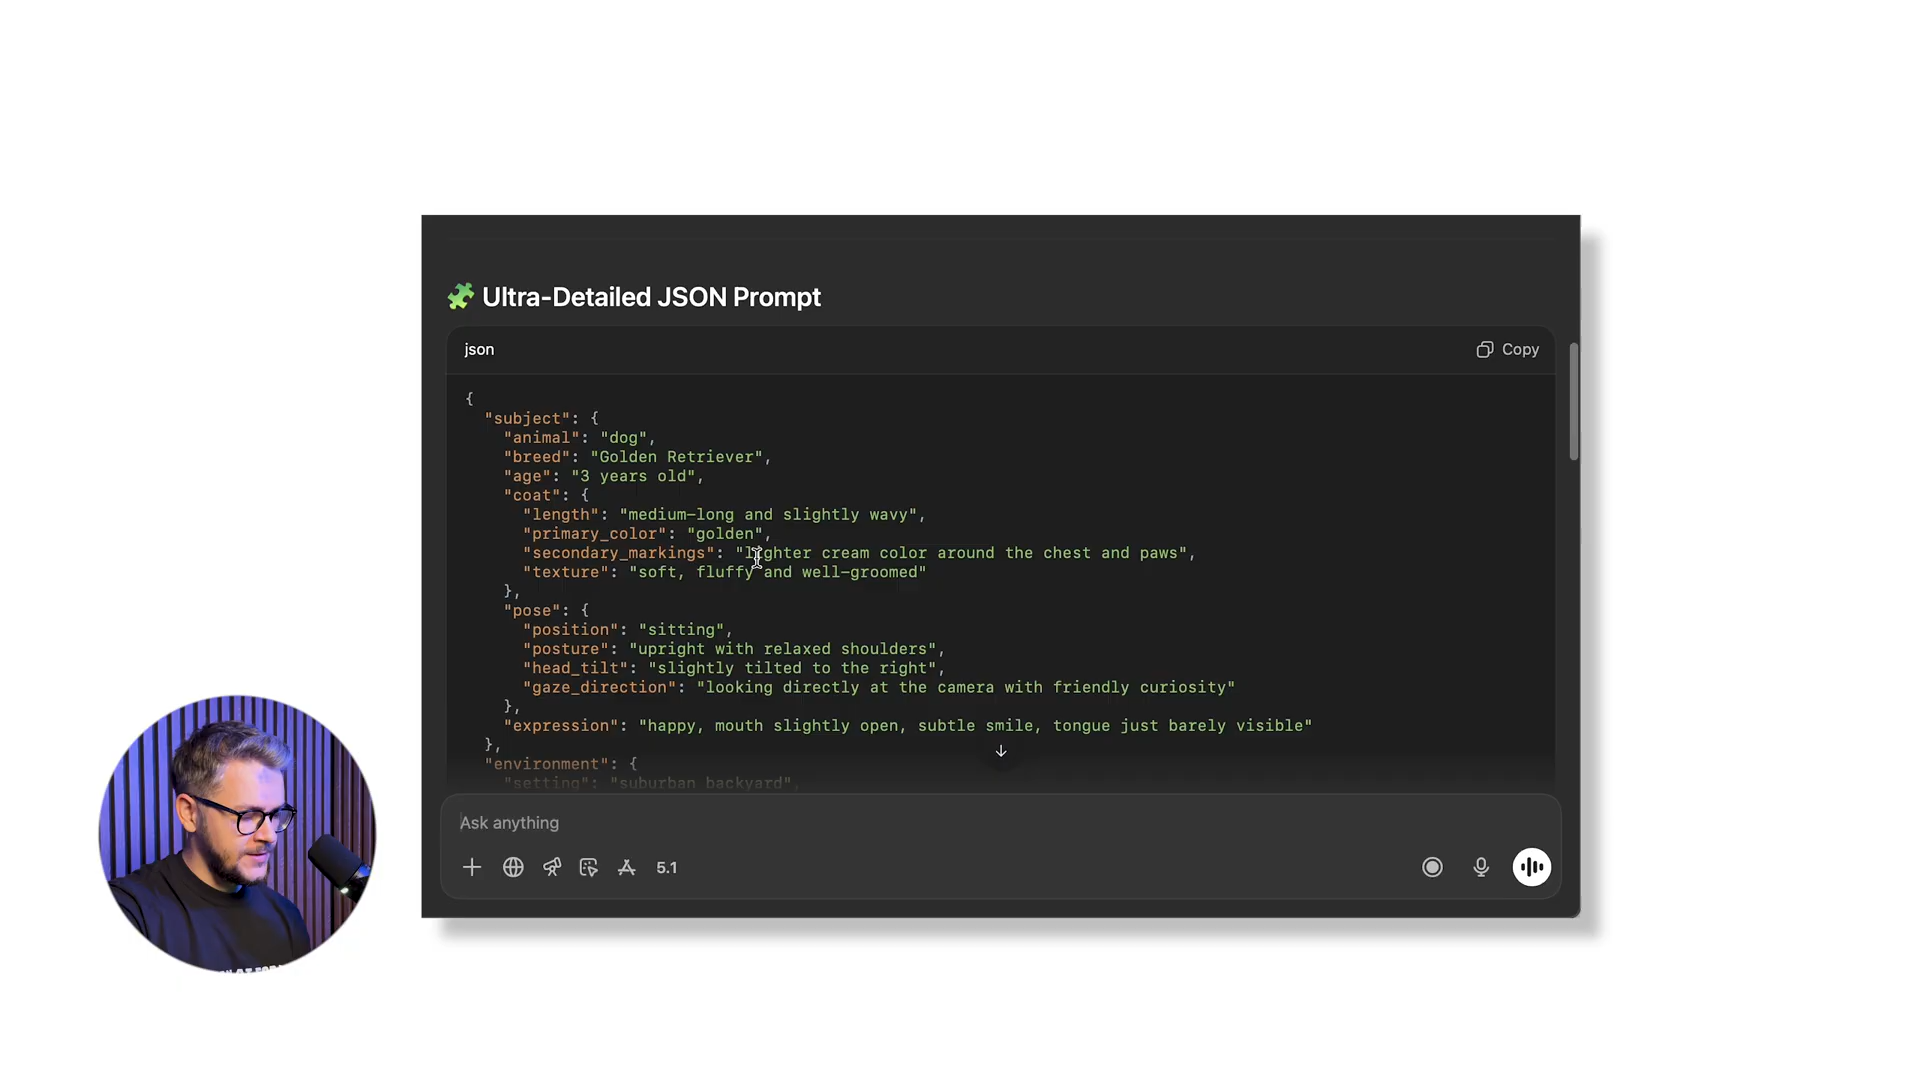 Ultra-Detailed JSON Prompt
json
Copy
{
"subject": {
"animal": "dog",
"breed": "Golden Retriever",
"age": "3 years old",
"coat": {
"length": "medium-long and slightly wavy",
"primary_color": "golden",
"secondary_markings": "lighter cream color around the chest and paws",
"texture": "soft, fluffy and well-groomed"
},
"pose": {
"position": "sitting",
"posture": "upright with relaxed shoulders",
"head_tilt": "slightly tilted to the right",
"gaze_direction": "looking directly at the camera with friendly curiosity"
},
"expression": "happy, mouth slightly open, subtle smile, tongue just barely visible"
},
"environment": {
"setting": "suburban backyard",
Ask anything
5.1